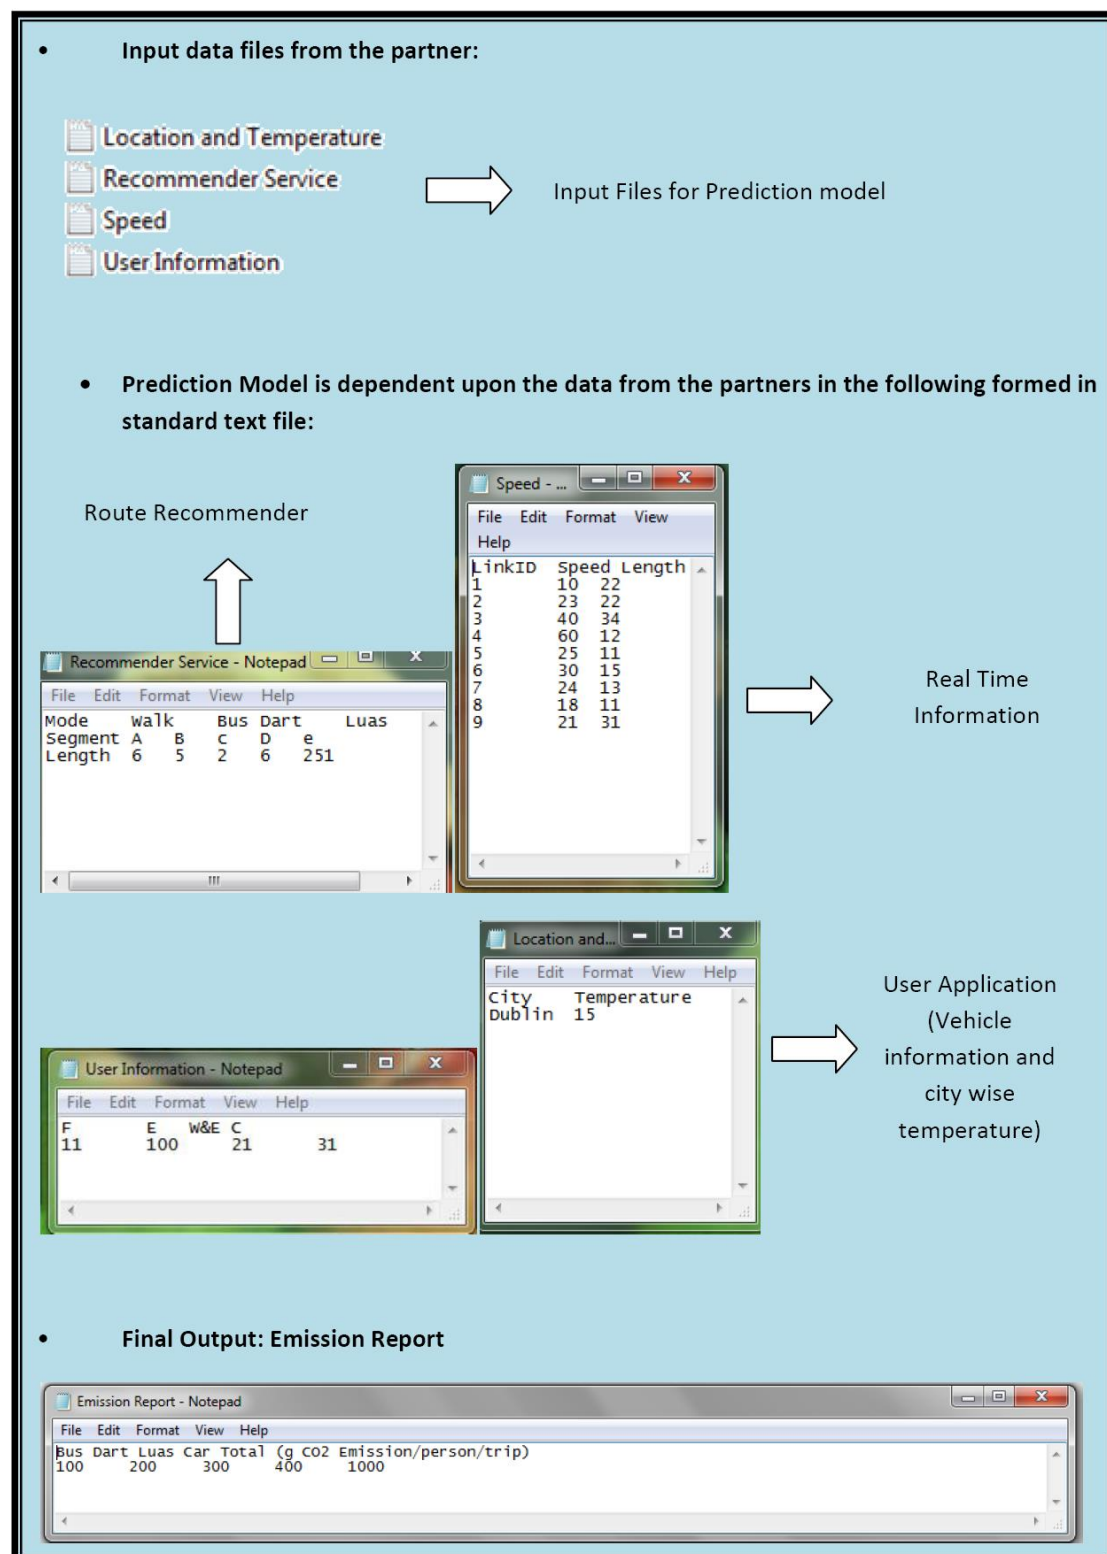 • Input data files from the partner:
Location and Temperature
Recommender Service
Speed
User Information
Input Files for Prediction model
• Prediction Model is dependent upon the data from the partners in the following formed in
standard text file:
Route Recommender
Recommender Service - Notepad
File Edit Format View Help
Mode Walk Bus Dart Luas
Segment A B c D e
Length 6 5 2 6 251
Speed - ...
File Edit Format View
Help
LinkID Speed Length
1 10 22
2 23 22
3 40 34
4 60 12
5 25 11
6 30 15
7 24 13
8 18 11
9 21 31
Real Time
Information
User Information - Notepad
File Edit Format View Help
F E W&E C
11 100 21 31
Location and...
File Edit Format View Help
City Temperature
Dublin 15
User Application
(Vehicle
information and
city wise
temperature)
• Final Output: Emission Report
Emission Report - Notepad
File Edit Format View Help
Bus Dart Luas Car Total (g CO2 Emission/person/trip)
100 200 300 400 1000